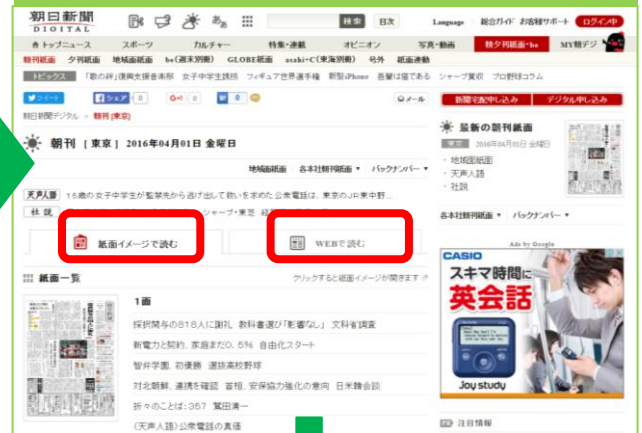 朝日新聞
DIGITAL
検索
目次
Language
総合ガイド お客様サポート
ログイン中
トップニュース スポーツ カルチャー 特集・連載 オピニオン 写真・動画 朝夕刊紙面・be MY朝デジ
朝刊紙面 夕刊紙面 地域面紙面 be(週末別冊) GLOBE紙面 asahi+C(東海別冊) 号外 紙面連動
トピックス 「歌の絆」復興支援音楽祭 女子中学生誘拐 フィギュア世界選手権 新型iPhone 吾輩は猫である シャープ買収 プロ野球コラム
ツイート
シェア 0
G+1 0
B! 0
メール
新聞宅配申し込み
デジタル申し込み
朝日新聞デジタル > 朝刊 [東京]
朝刊 [東京] 2016年04月01日 金曜日
地域面紙面 各本社朝刊紙面 ▾ バックナンバー ▾
天声人語 15歳の女子中学生が監禁先から逃げ出して救いを求めた公衆電話は、東京のJR東中野…
社説
シャープ・東芝
紙面イメージで読む
WEBで読む
紙面一覧
クリックすると紙面イメージが開きます
1面
採択関与の818人に謝礼 教科書選び「影響なし」 文科省調査
新電力と契約、家庭まだ0.5% 自由化スタート
智弁学園、初優勝 選抜高校野球
対北朝鮮、連携を確認 首相、安保協力強化の意向 日米韓会談
折々のことば:357 鷲田清一
(天声人語)公衆電話の真価
最新の朝刊紙面
東京 2016年04月01日 金曜日
・地域面紙面
・天声人語
・社説
各本社朝刊紙面 ▾ バックナンバー ▾
Ads by Google
CASIO
スキマ時間に
英会話
Joy study
PR 注目情報